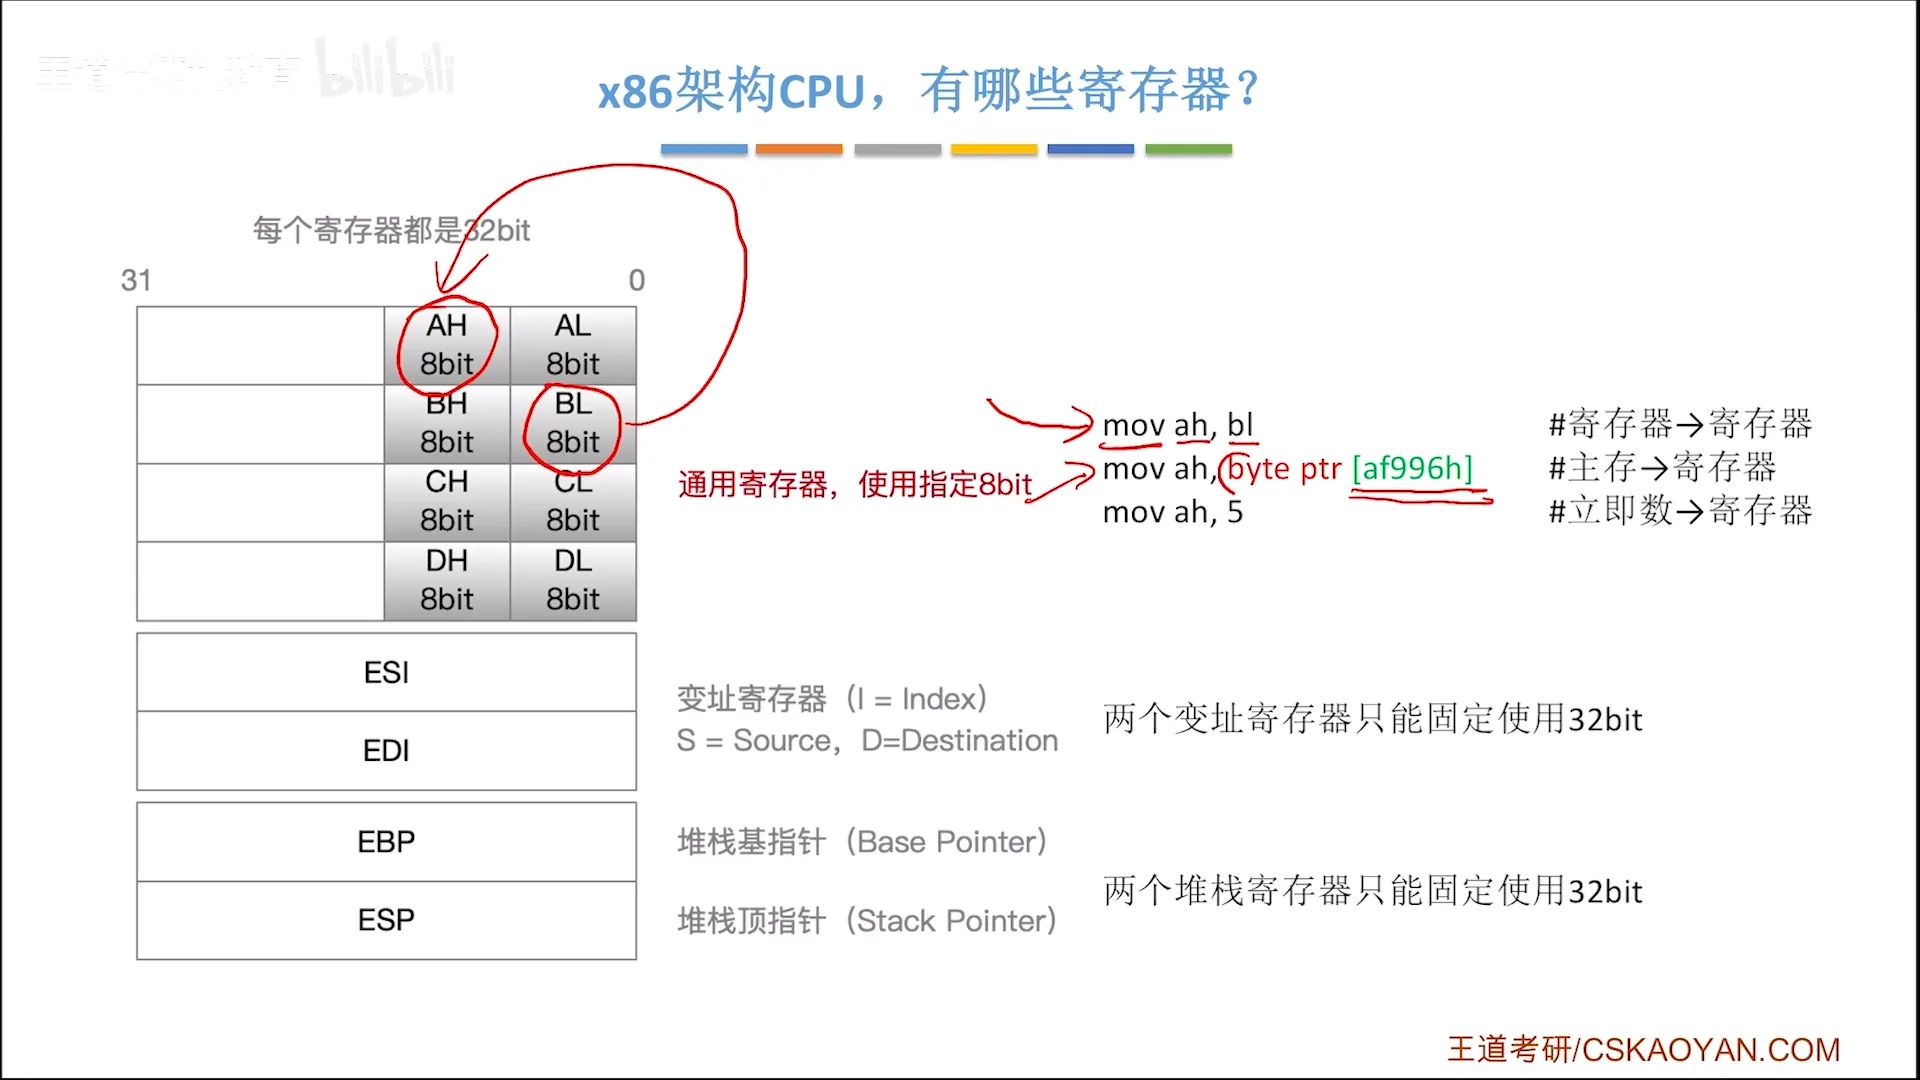 bilibili
x86架构CPU，有哪些寄存器？
每个寄存器都是32bit
31 0
AH 8bit AL 8bit
BH 8bit BL 8bit
CH 8bit CL 8bit
DH 8bit DL 8bit
通用寄存器，使用指定8bit
mov ah, bl #寄存器→寄存器
mov ah, byte ptr [af996h] #主存→寄存器
mov ah, 5 #立即数→寄存器
ESI
EDI
变址寄存器（I = Index）
S = Source，D=Destination
两个变址寄存器只能固定使用32bit
EBP
堆栈基指针（Base Pointer）
ESP
堆栈顶指针（Stack Pointer）
两个堆栈寄存器只能固定使用32bit
王道考研/CSKAOYAN.COM